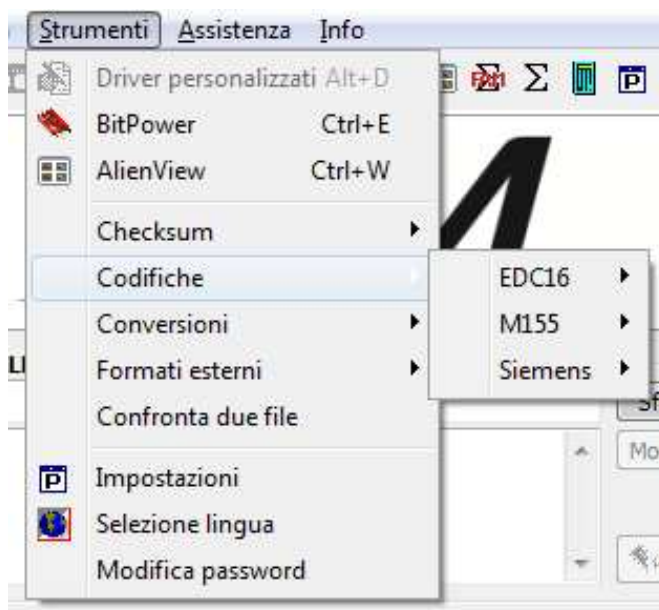 Strumenti Assistenza Info
Driver personalizzati Alt+D
BitPower Ctrl+E
AlienView Ctrl+W
Checksum
Codifiche
EDC16
Conversioni
M155
Formati esterni
Siemens
Confronta due file
Impostazioni
Selezione lingua
Modifica password